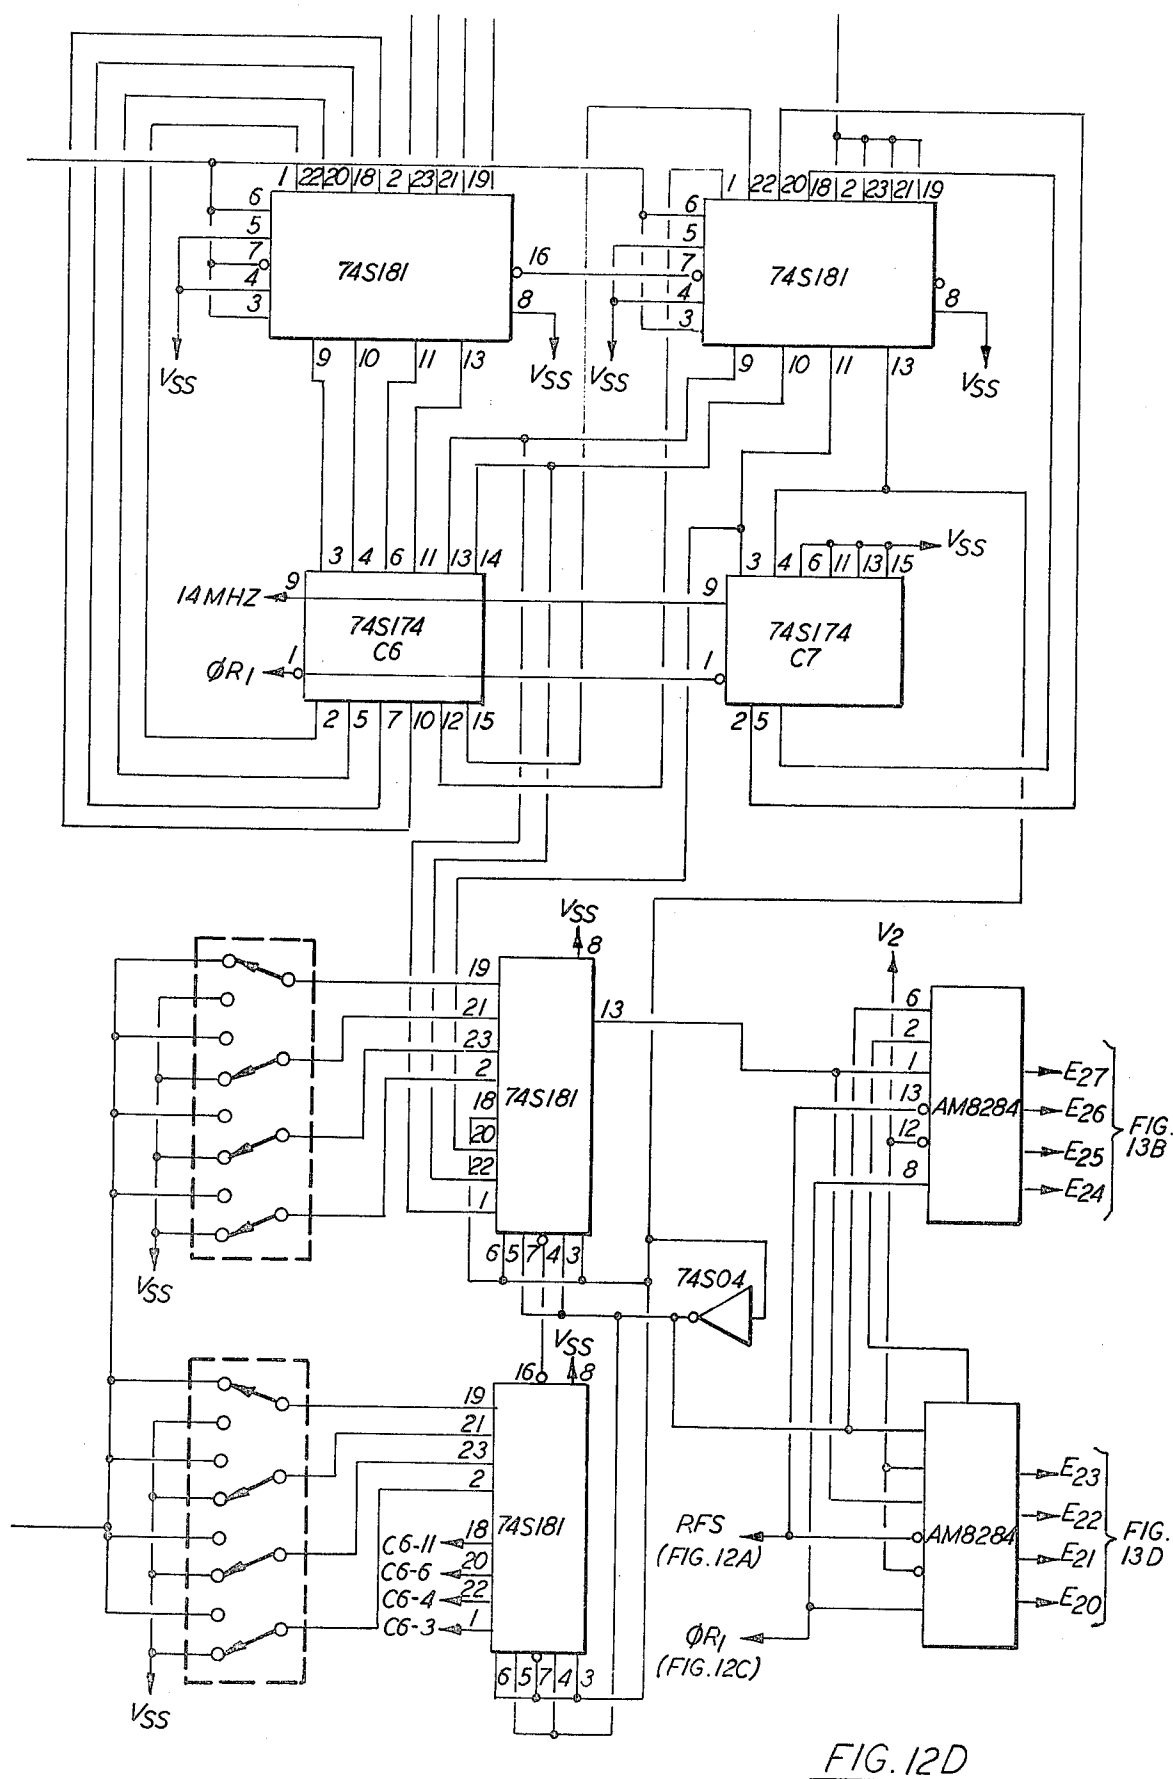 1 22 20 18 2 23 21 19
1 22 20 18 2 23 21 19
6
5
7
4
3
74S181
16
8
6
5
7
4
3
74S181
8
VSS
9 10 11 13
VSS
VSS
9 10 11 13
VSS
3 4 6 11 13 14
3 4 6 11 13 15
VSS
14MHZ
9
74S174
C6
9
74S174
C7
ØR1
1
1
2 5 7 10 12 15
2 5
VSS
8
V2
19
21
23
2
18
20
22
1
74S181
13
6
2
1
13
12
8
AM8284
E27
E26
E25
E24
FIG.
13B
VSS
6 5 7 4 3
74S04
VSS
16
8
19
21
23
2
18
20
22
1
74S181
C6-11
C6-6
C6-4
C6-3
RFS
(FIG.12A)
AM8284
E23
E22
E21
E20
FIG.
13D
ØR1
(FIG.12C)
VSS
6 5 7 4 3
FIG.12D